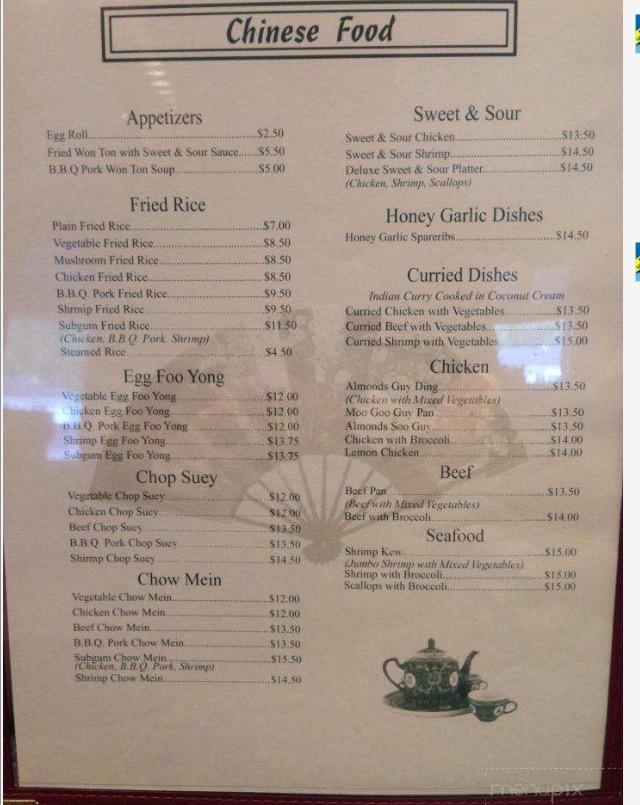 Chinese Food
Appetizers
Egg Roll....$2.50
Fried Won Ton with Sweet & Sour Sauce....$5.50
B.B.Q Pork Won Ton Soup....$5.00
Fried Rice
Plain Fried Rice....$7.00
Vegetable Fried Rice....$8.50
Mushroom Fried Rice....$8.50
Chicken Fried Rice....$8.50
B.B.Q. Pork Fried Rice....$9.50
Shrmip Fried Rice....$9.50
Subgum Fried Rice....$11.50
(Chicken, B.B.Q. Pork, Shrimp)
Steamed Rice....$4.50
Egg Foo Yong
Vegetable Egg Foo Yong....$12.00
Chicken Egg Foo Yong....$12.00
B.B.Q. Pork Egg Foo Yong....$12.00
Shrimp Egg Foo Yong....$13.75
Subgum Egg Foo Yong....$13.75
Chop Suey
Vegetable Chop Suey....$12.00
Chicken Chop Suey....$12.00
Beef Chop Suey....$13.50
B.B.Q. Pork Chop Suey....$13.50
Shirmp Chop Suey....$14.50
Chow Mein
Vegetable Chow Mein....$12.00
Chicken Chow Mein....$12.00
Beef Chow Mein....$13.50
B.B.Q. Pork Chow Mein....$13.50
Subgum Chow Mein....$15.50
(Chicken, B.B.Q. Pork, Shrimp)
Shrimp Chow Mein....$14.50
Sweet & Sour
Sweet & Sour Chicken....$13.50
Sweet & Sour Shrimp....$14.50
Deluxe Sweet & Sour Platter....$14.50
(Chicken, Shrimp, Scallops)
Honey Garlic Dishes
Honey Garlic Spareribs....$14.50
Curried Dishes
Indian Curry Cooked in Coconut Cream
Curried Chicken with Vegetables....$13.50
Curried Beef with Vegetables....$13.50
Curried Shrimp with Vegetables....$15.00
Chicken
Almonds Guy Ding....$13.50
(Chicken with Mixed Vegetables)
Moo Goo Guy Pan....$13.50
Almonds Soo Guy....$13.50
Chicken with Broccoli....$14.00
Lemon Chicken....$14.00
Beef
Beef Pan....$13.50
(Beef with Mixed Vegetables)
Beef with Broccoli....$14.00
Seafood
Shrimp Kew....$15.00
(Jumbo Shrimp with Mixed Vegetables)
Shrimp with Broccoli....$15.00
Scallops with Broccoli....$15.00
menupix